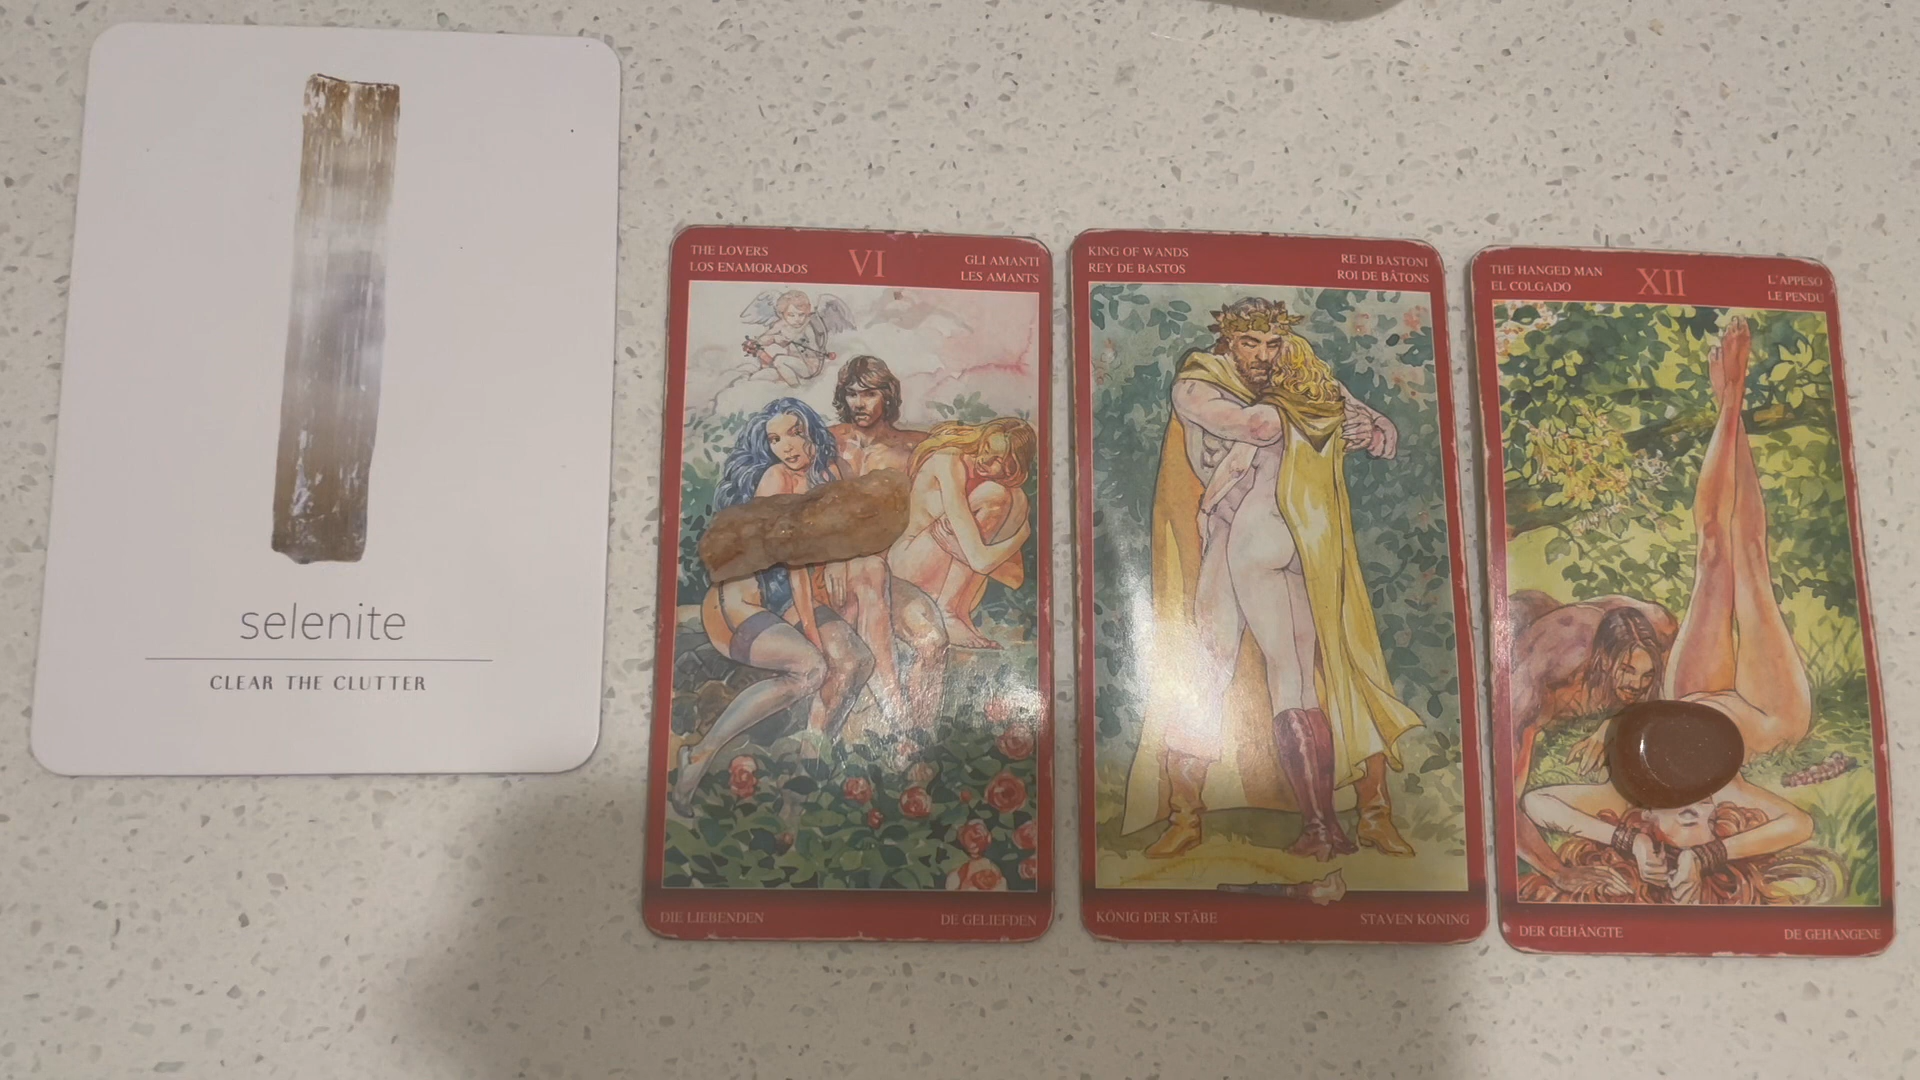 selenite
CLEAR THE CLUTTER
THE LOVERS
LOS ENAMORADOS
VI
GLI AMANTI
LES AMANTS
DIE LIEBENDEN
DE GELIEFDEN
KING OF WANDS
REY DE BASTOS
RE DI BASTONI
ROI DE BÂTONS
KÖNIG DER STÄBE
STAVEN KONING
THE HANGED MAN
EL COLGADO
XII
L'APPESO
LE PENDU
DER GEHÄNGTE
DE GEHANGENE